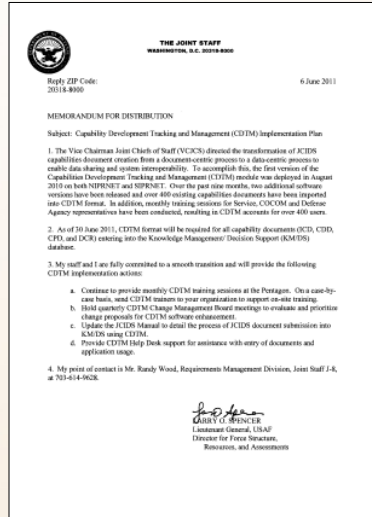 THE JOINT STAFF
WASHINGTON, D.C. 20318-8000
Reply ZIP Code:
20318-8000
6 June 2011
MEMORANDUM FOR DISTRIBUTION
Subject: Capability Development Tracking and Management (CDTM) Implementation Plan
1. The Vice Chairman Joint Chiefs of Staff (VCJCS) directed the transformation of JCIDS
capabilities document creation from a document-centric process to a data-centric process to
enable data sharing and system interoperability. To accomplish this, the first version of the
Capabilities Development Tracking and Management (CDTM) module was deployed in August
2010 on both NIPRNET and SIPRNET. Over the past nine months, two additional software
versions have been released and over 400 existing capabilities documents have been imported
into CDTM format. In addition, monthly training sessions for Service, COCOM and Defense
Agency representatives have been conducted, resulting in CDTM accounts for over 400 users.
2. As of 30 June 2011, CDTM format will be required for all capability documents (ICD, CDD,
CPD, and DCR) entering into the Knowledge Management/ Decision Support (KM/DS)
database.
3. My staff and I are fully committed to a smooth transition and will provide the following
CDTM implementation actions:
a. Continue to provide monthly CDTM training sessions at the Pentagon. On a case-by-
case basis, send CDTM trainers to your organization to support on-site training.
b. Hold quarterly CDTM Change Management Board meetings to evaluate and prioritize
change proposals for CDTM software enhancement.
c. Update the JCIDS Manual to detail the process of JCIDS document submission into
KM/DS using CDTM.
d. Provide CDTM Help Desk support for assistance with entry of documents and
application usage.
4. My point of contact is Mr. Randy Wood, Requirements Management Division, Joint Staff J-8,
at 703-614-9628.
LARRY O. SPENCER
Lieutenant General, USAF
Director for Force Structure,
Resources, and Assessments